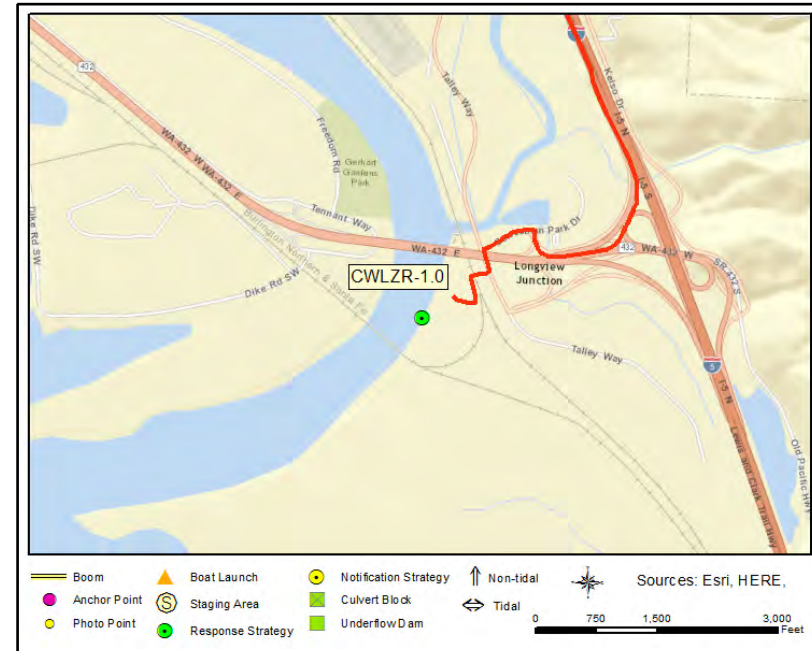 5
432
Kelso Dr
I-5 N
Talley Way
Freedom Rd
Gerhart
Gardens
Park
I-5 S
WA-432 W WA-432 E
Dike Rd SW
Tennant Way
Park Dr
WA-432 E
432
WA-432 W
SR-432 S
Burlington Northern & Santa Fe
CWLZR-1.0
Longview
Junction
Dike Rd SW
Talley Way
5
I-5 N
Lewis and Clark Trail Hwy
Old Pacific Hwy
Boom
Boat Launch
Notification Strategy
Non-tidal
Sources: Esri, HERE,
Anchor Point
S
Staging Area
Culvert Block
Tidal
Photo Point
Response Strategy
Underflow Dam
0 750 1,500 3,000
Feet